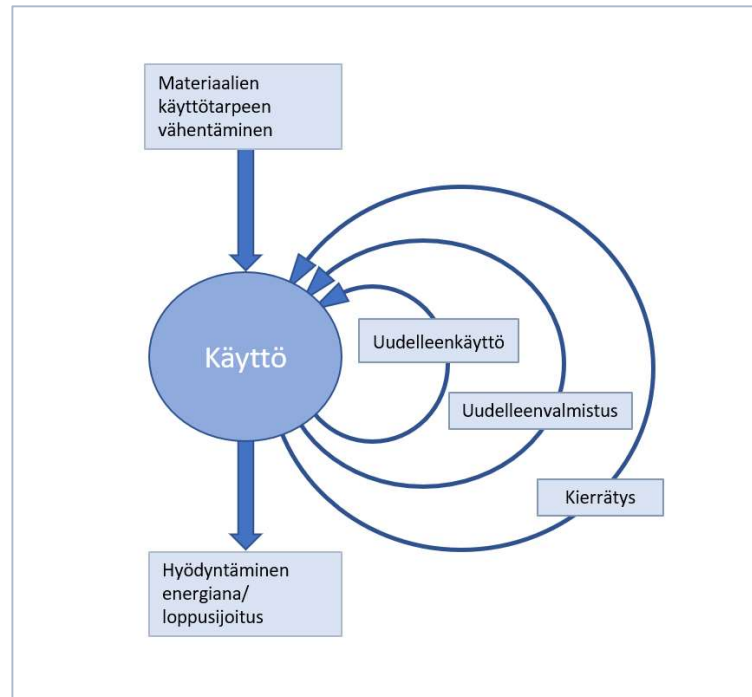 Materiaalien
käyttötarpeen
vähentäminen
Käyttö
Uudelleenkäyttö
Uudelleenvalmistus
Kierrätys
Hyödyntäminen
energiana/
loppusijoitus